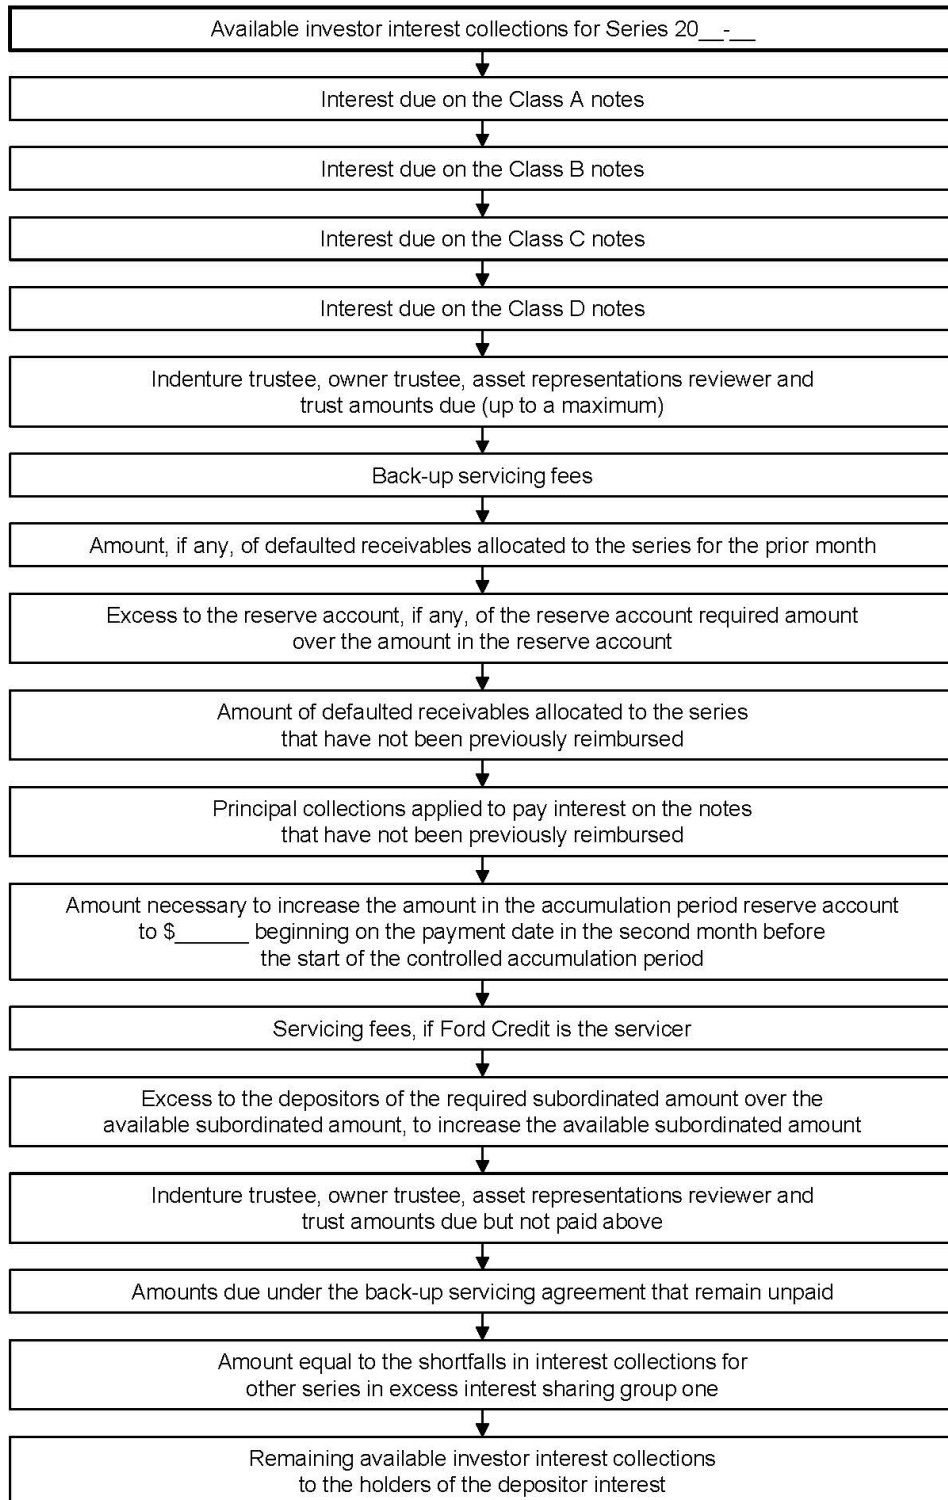 Available investor interest collections for Series 20__-__
Interest due on the Class A notes
Interest due on the Class B notes
Interest due on the Class C notes
Interest due on the Class D notes
Indenture trustee, owner trustee, asset representations reviewer and
trust amounts due (up to a maximum)
Back-up servicing fees
Amount, if any, of defaulted receivables allocated to the series for the prior month
Excess to the reserve account, if any, of the reserve account required amount
over the amount in the reserve account
Amount of defaulted receivables allocated to the series
that have not been previously reimbursed
Principal collections applied to pay interest on the notes
that have not been previously reimbursed
Amount necessary to increase the amount in the accumulation period reserve account
to $______ beginning on the payment date in the second month before
the start of the controlled accumulation period
Servicing fees, if Ford Credit is the servicer
Excess to the depositors of the required subordinated amount over the
available subordinated amount, to increase the available subordinated amount
Indenture trustee, owner trustee, asset representations reviewer and
trust amounts due but not paid above
Amounts due under the back-up servicing agreement that remain unpaid
Amount equal to the shortfalls in interest collections for
other series in excess interest sharing group one
Remaining available investor interest collections
to the holders of the depositor interest